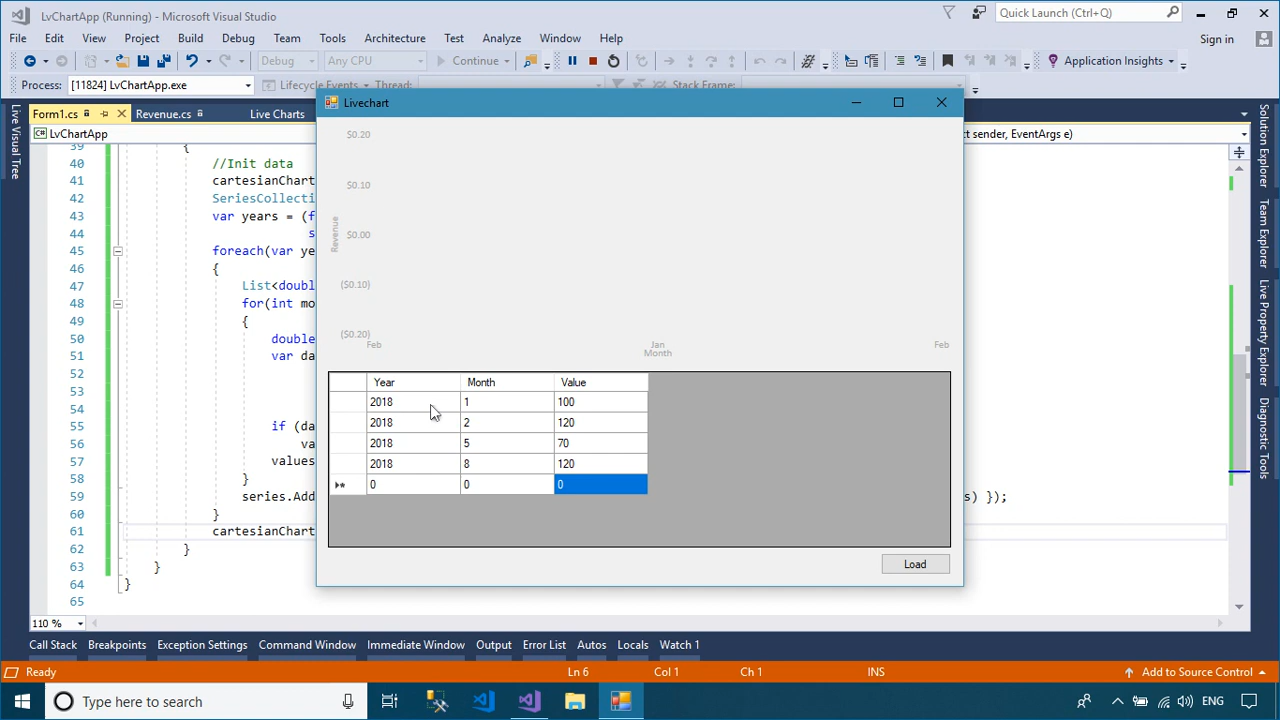 LvChartApp (Running) - Microsoft Visual Studio
Quick Launch (Ctrl+Q)
File Edit View Project Build Debug Team Tools Architecture Test Analyze Window Help
Sign in
Debug Any CPU Continue Application Insights
Process: [11824] LvChartApp.exe Lifecycle Events Thread: Stack Frame:
Form1.cs Revenue.cs Live Charts
LvChartApp
ct sender, EventArgs e)
Live Visual Tree
Solution Explorer
Team Explorer
Live Property Explorer
Diagnostic Tools
39 {
40 //Init data
41 cartesianChart
42 SeriesCollecti
43 var years = (f
44 s
45 foreach(var ye
46 {
47 List<doubl
48 for(int mo
49 {
50 double
51 var da
52
53
54 if (da
56 va
57 values
58 }
59 series.Add s) });
60 }
61 cartesianChart
62 }
63 }
64 }
65
Livechart
$0.20
$0.10
$0.00
($0.10)
($0.20)
Revenue
Feb Jan Feb
Month
Year Month Value
2018 1 100
2018 2 120
2018 5 70
2018 8 120
0 0 0
Load
110 %
Call Stack Breakpoints Exception Settings Command Window Immediate Window Output Error List Autos Locals Watch 1
Ready Ln 6 Col 1 Ch 1 INS Add to Source Control
Type here to search
ENG